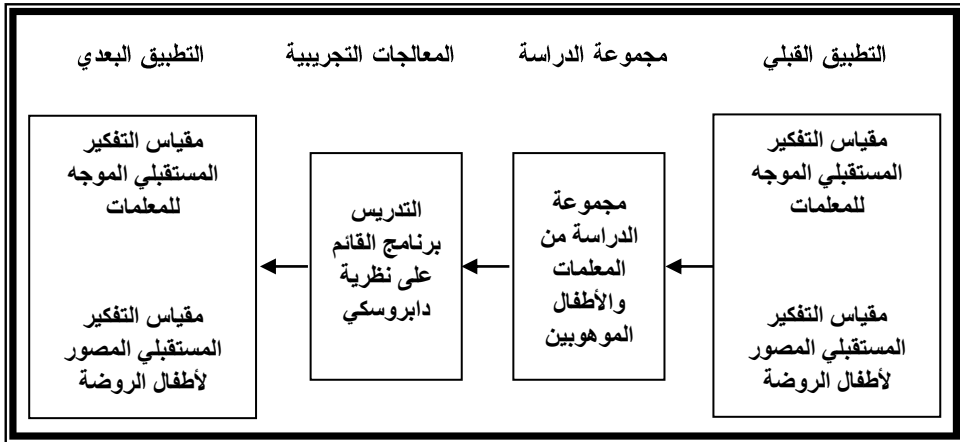 التطبيق القبلي
مجموعة الدراسة
المعالجات التجريبية
التطبيق البعدي
مقياس التفكير
المستقبلي الموجه
للمعلمات
مقياس التفكير
المستقبلي المصور
لأطفال الروضة
مجموعة
الدراسة من
المعلمات
والأطفال
الموهوبين
التدريس
برنامج القائم
على نظرية
دابروسكي
مقياس التفكير
المستقبلي الموجه
للمعلمات
مقياس التفكير
المستقبلي المصور
لأطفال الروضة